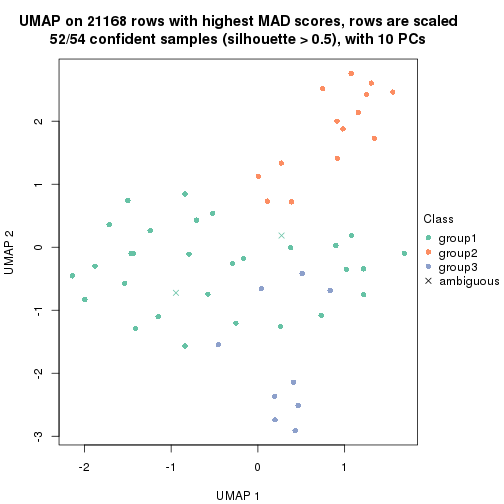 UMAP on 21168 rows with highest MAD scores, rows are scaled
52/54 confident samples (silhouette > 0.5), with 10 PCs
UMAP 2
2
1
0
-1
-2
-3
-2
-1
0
1
UMAP 1
Class
group1
group2
group3
ambiguous